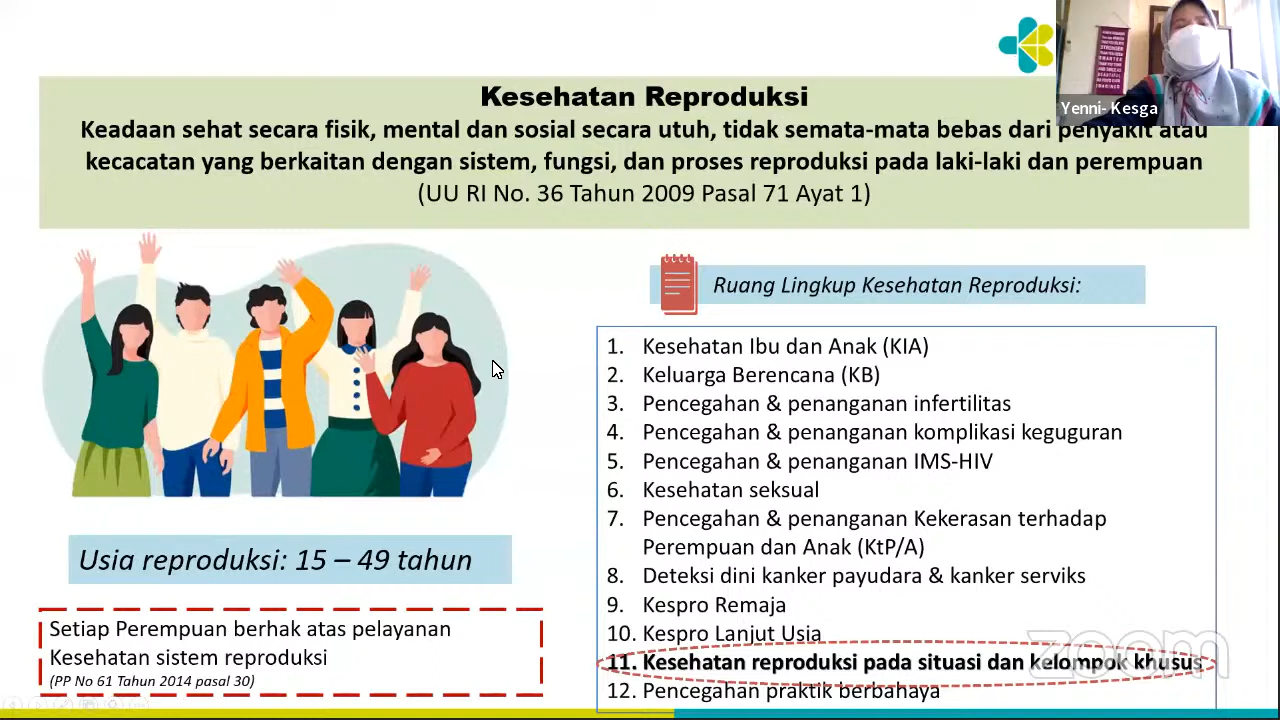 Kesehatan Reproduksi
Keadaan sehat secara fisik, mental dan sosial secara utuh, tidak semata-mata bebas dari penyakit atau
kecacatan yang berkaitan dengan sistem, fungsi, dan proses reproduksi pada laki-laki dan perempuan
(UU RI No. 36 Tahun 2009 Pasal 71 Ayat 1)
Yenni- Kesga
Ruang Lingkup Kesehatan Reproduksi:
1. Kesehatan Ibu dan Anak (KIA)
2. Keluarga Berencana (KB)
3. Pencegahan & penanganan infertilitas
4. Pencegahan & penanganan komplikasi keguguran
5. Pencegahan & penanganan IMS-HIV
6. Kesehatan seksual
7. Pencegahan & penanganan Kekerasan terhadap
Perempuan dan Anak (KtP/A)
8. Deteksi dini kanker payudara & kanker serviks
9. Kespro Remaja
10. Kespro Lanjut Usia
11. Kesehatan reproduksi pada situasi dan kelompok khusus
12. Pencegahan praktik berbahaya
Usia reproduksi: 15 – 49 tahun
Setiap Perempuan berhak atas pelayanan
Kesehatan sistem reproduksi
(PP No 61 Tahun 2014 pasal 30)
zoom